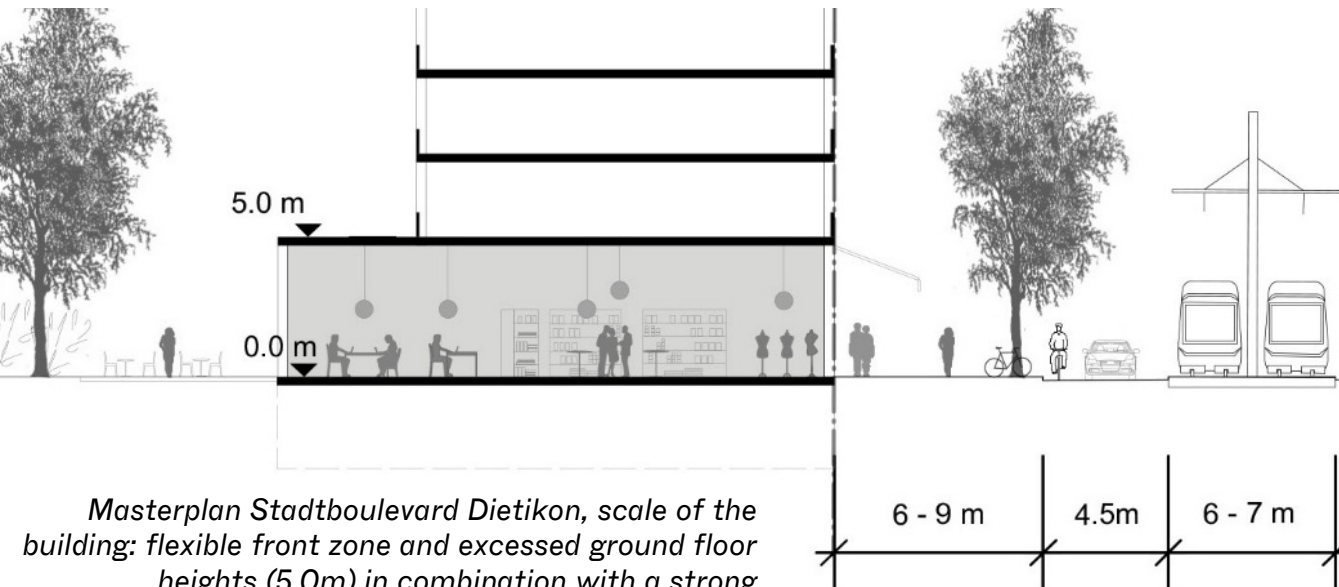 5.0 m
0.0 m
6 - 9 m
4.5m
6 - 7 m
Masterplan Stadtboulevard Dietikon, scale of the
building: flexible front zone and excessed ground floor
heights (5.0m) in combination with a strong